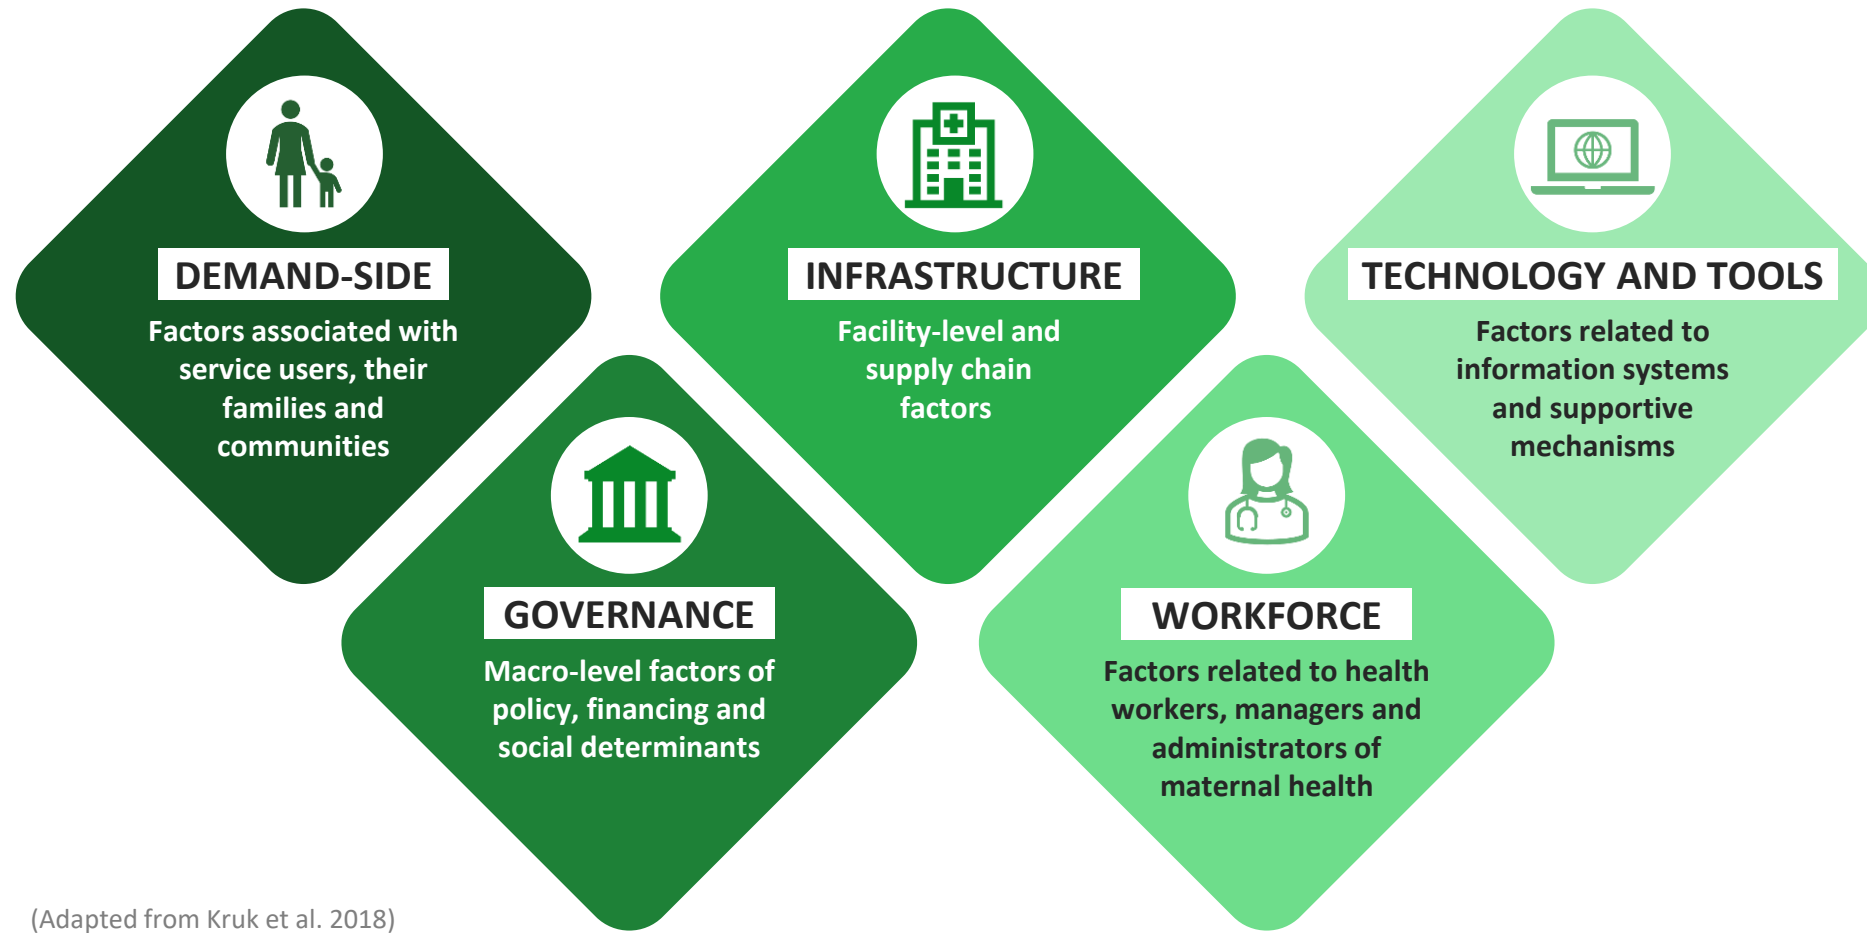 DEMAND-SIDE
Factors associated with
service users, their
families and
communities
GOVERNANCE
Macro-level factors of
policy, financing and
social determinants
INFRASTRUCTURE
Facility-level and
supply chain
factors
WORKFORCE
Factors related to health
workers, managers and
administrators of
maternal health
TECHNOLOGY AND TOOLS
Factors related to
information systems
and supportive
mechanisms
(Adapted from Kruk et al. 2018)